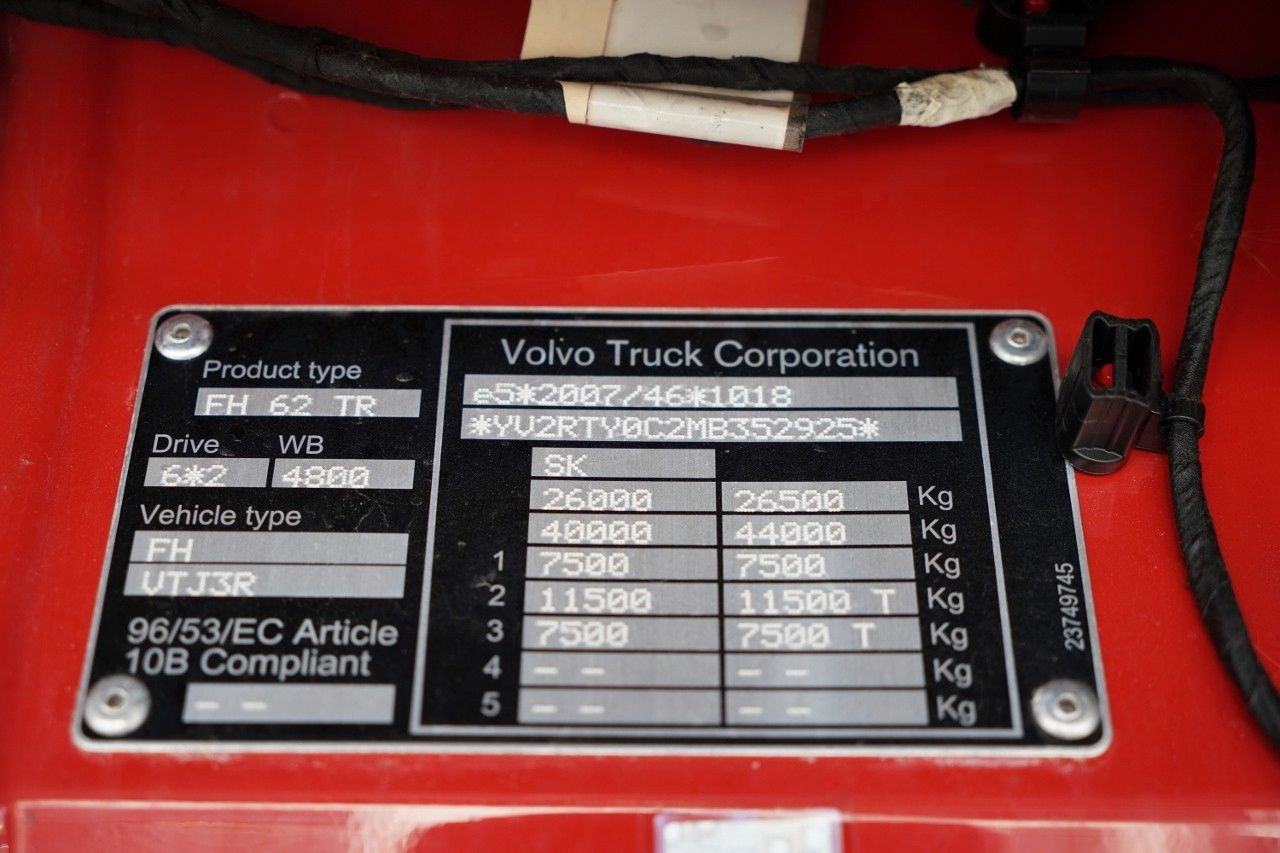 Product type
FH 62 TR
Drive WB
6*2 4800
Vehicle type
FH
VTJ3R
96/53/EC Article
10B Compliant
– –
Volvo Truck Corporation
e5*2007/46*1018
*YV2RTY0C2MB352925*
SK
26000 26500 Kg
40000 44000 Kg
1 7500 7500 Kg
2 11500 11500 T Kg
3 7500 7500 T Kg
4 – – – – Kg
5 – – – – Kg
23749745